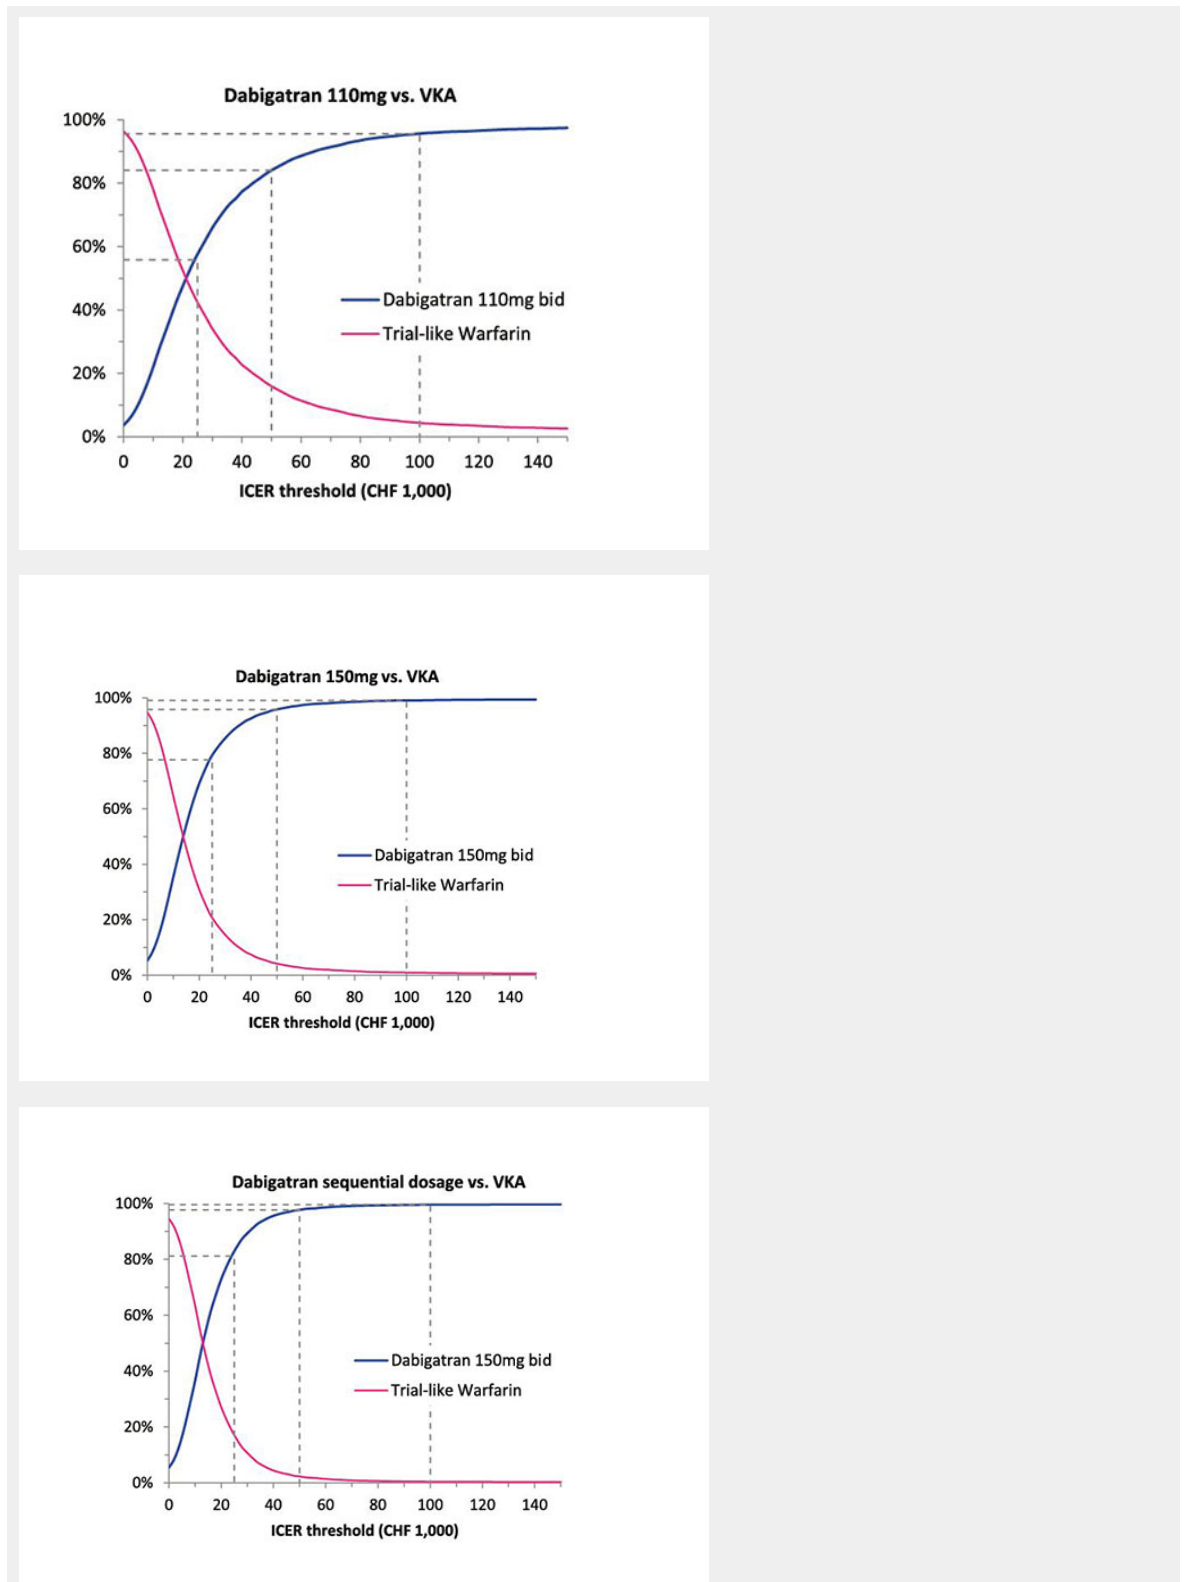 Dabigatran 110mg vs. VKA
100%
80%
60%
40%
20%
0%
Dabigatran 110mg bid
Trial-like Warfarin
0 20 40 60 80 100 120 140
ICER threshold (CHF 1,000)
Dabigatran 150mg vs. VKA
100%
80%
60%
40%
20%
0%
Dabigatran 150mg bid
Trial-like Warfarin
0 20 40 60 80 100 120 140
ICER threshold (CHF 1,000)
Dabigatran sequential dosage vs. VKA
100%
80%
60%
40%
20%
0%
Dabigatran 150mg bid
Trial-like Warfarin
0 20 40 60 80 100 120 140
ICER threshold (CHF 1,000)